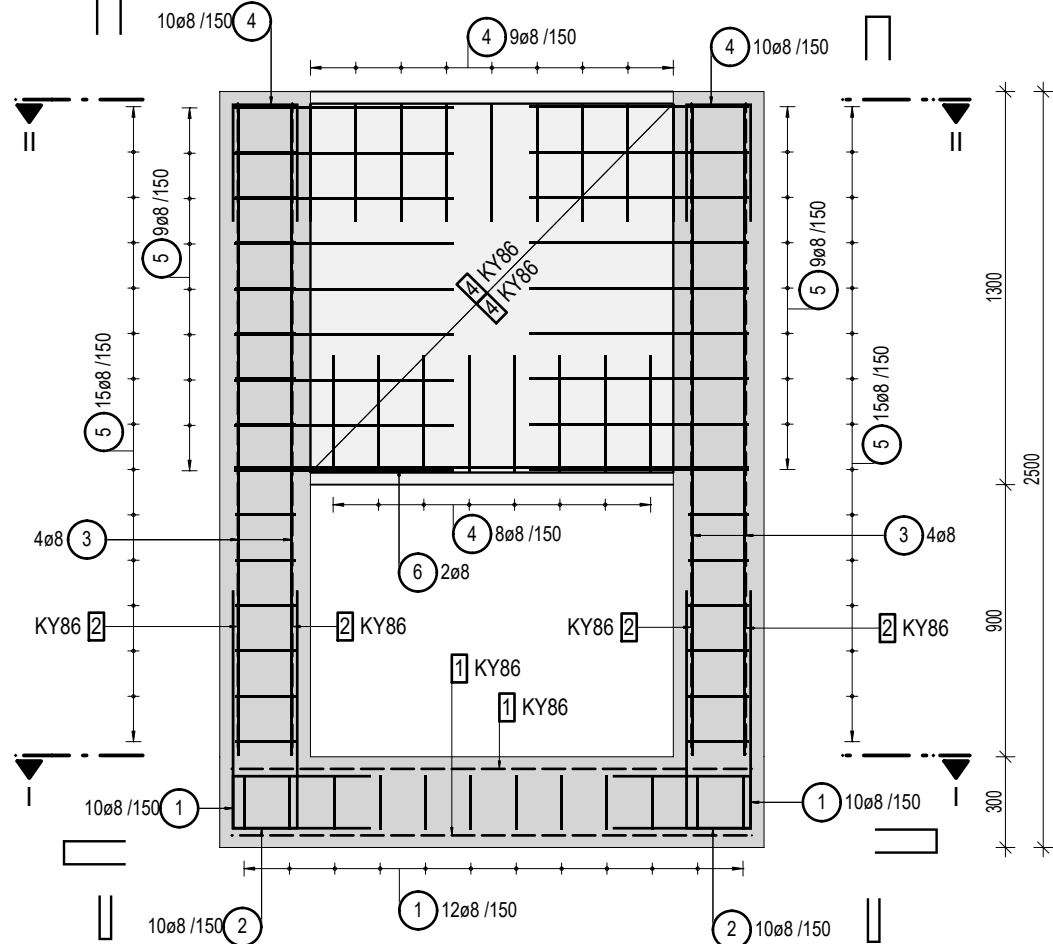 10ø8 /150 4
4 9ø8 /150
4 10ø8 /150
II
II
5 9ø8 /150
5 9ø8 /150
4 KY86
4 KY86
1300
5 15ø8 /150
5 15ø8 /150
2500
4 8ø8 /150
4ø8 3
3 4ø8
6 2ø8
KY86 2
2 KY86
KY86 2
2 KY86
900
1 KY86
1 KY86
I
I
10ø8 /150 1
1 10ø8 /150
300
1 12ø8 /150
10ø8 /150 2
2 10ø8 /150